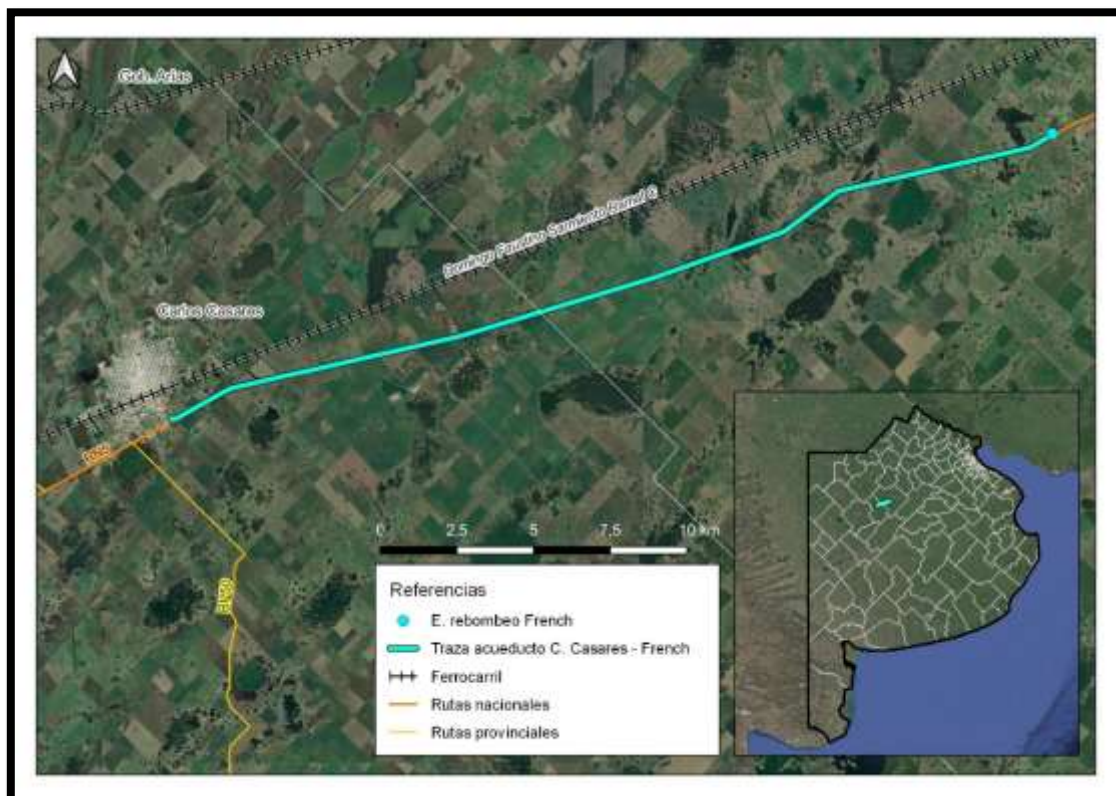 Gob. Arias
Domingo Faustino Sarmiento Ramal C
Carlos Casares
0 2,5 5 7,5 10 km
Referencias
E. rebombeo French
Traza acueducto C. Casares - French
Ferrocarril
Rutas nacionales
Rutas provinciales